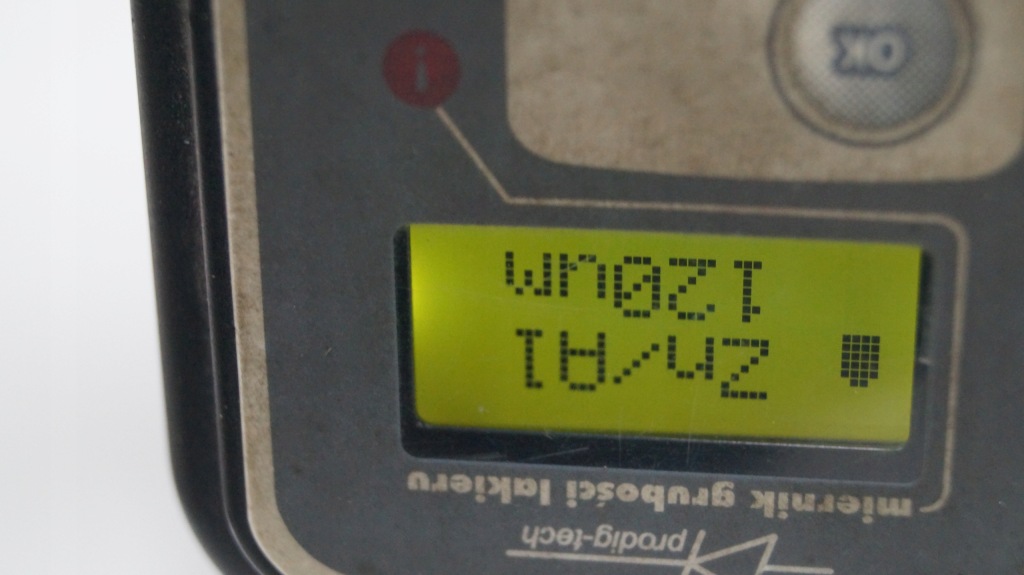 prodig-tech
miernik grubości lakieru
Zn/Al
120um
i
OK